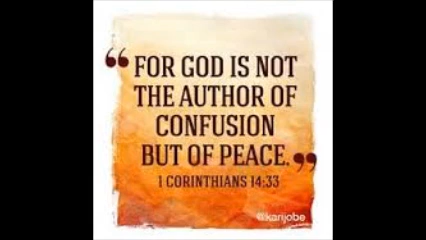 “FOR GOD IS NOT
THE AUTHOR OF
CONFUSION
BUT OF PEACE.”
1 CORINTHIANS 14:33
@karijobe